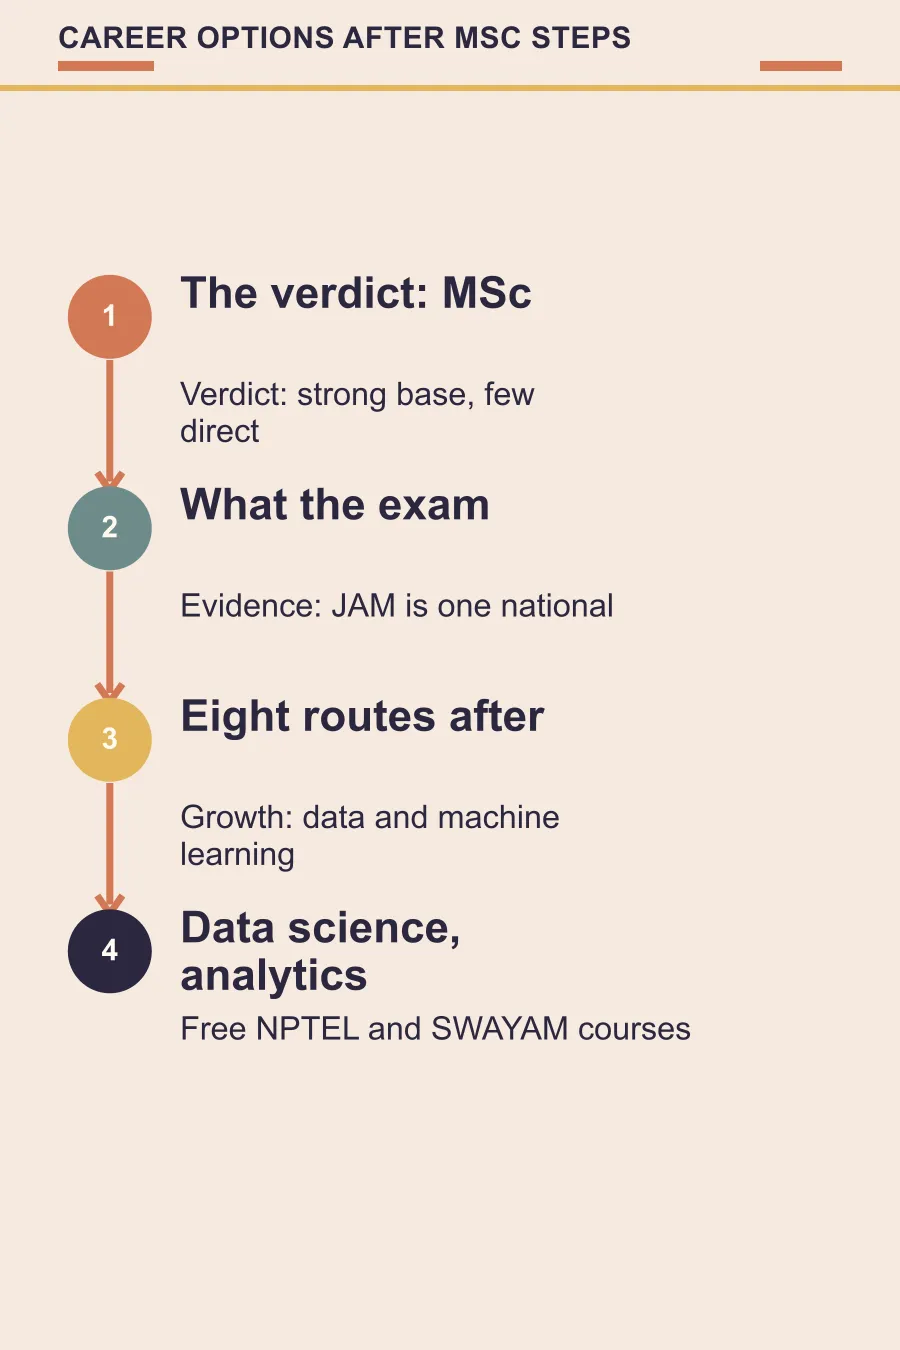 CAREER OPTIONS AFTER MSC STEPS
1
The verdict: MSc
Verdict: strong base, few
direct
2
What the exam
Evidence: JAM is one national
3
Eight routes after
Growth: data and machine
learning
4
Data science,
analytics
Free NPTEL and SWAYAM courses